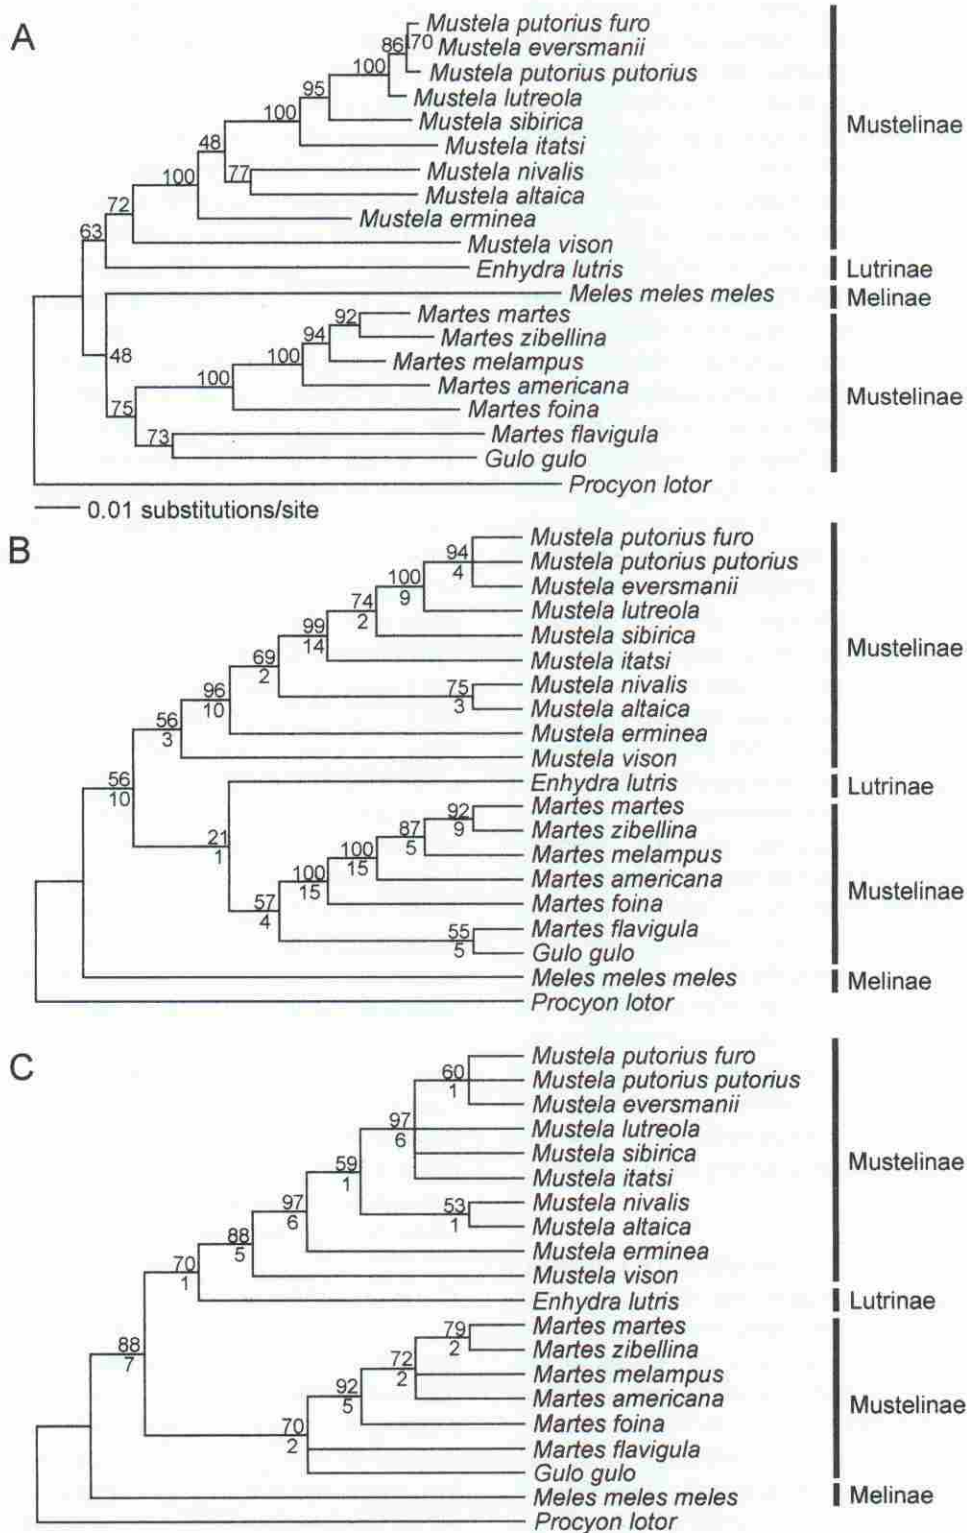 A
Mustela putorius furo
86 70 Mustela eversmanii
100 Mustela putorius putorius
95 Mustela lutreola
100 Mustela sibirica
48 Mustela itatsi
100 77 Mustela nivalis
Mustela altaica
72 Mustela erminea
63 Mustela vison
Enhydra lutris
Meles meles meles
92 Martes martes
94 Martes zibellina
48 100 Martes melampus
100 Martes americana
75 Martes foina
73 Martes flavigula
Gulo gulo
Procyon lotor
0.01 substitutions/site
Mustelinae
Lutrinae
Melinae
Mustelinae
B
Mustela putorius furo
94 Mustela putorius putorius
4
100 Mustela eversmanii
9
74 Mustela lutreola
2
99 Mustela sibirica
14
69 Mustela itatsi
2
96 75 Mustela nivalis
10 3
56 Mustela altaica
3
Mustela erminea
Mustela vison
56 Enhydra lutris
10
92 Martes martes
9
87 Martes zibellina
5
21 100 Martes melampus
1 15
100 Martes americana
15
57 Martes foina
4
55 Martes flavigula
5
Gulo gulo
Meles meles meles
Procyon lotor
Mustelinae
Lutrinae
Mustelinae
Melinae
C
Mustela putorius furo
60 Mustela putorius putorius
1
Mustela eversmanii
97 Mustela lutreola
6
Mustela sibirica
59 Mustela itatsi
1
97 53 Mustela nivalis
6 1
88 Mustela altaica
5
70 Mustela erminea
1
Mustela vison
Enhydra lutris
79 Martes martes
2
88 Martes zibellina
7
72 Martes melampus
2
92 Martes americana
5
70 Martes foina
2
Martes flavigula
Gulo gulo
Meles meles meles
Procyon lotor
Mustelinae
Lutrinae
Mustelinae
Melinae